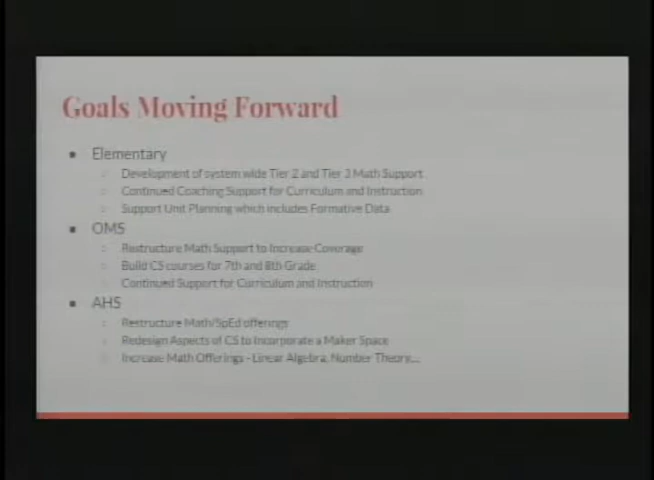 Goals Moving Forward
Elementary
Development of system wide Tier 2 and Tier 3 Math Support
Continued Coaching Support for Curriculum and Instruction
Support Unit Planning which includes Formative Data
OMS
Restructure Math Support to Increase Coverage
Build CS courses for 7th and 8th Grade
Continued Support for Curriculum and Instruction
AHS
Restructure Math/SpEd offerings
Redesign Aspects of CS to Incorporate a Maker Space
Increase Math Offerings - Linear Algebra, Number Theory...